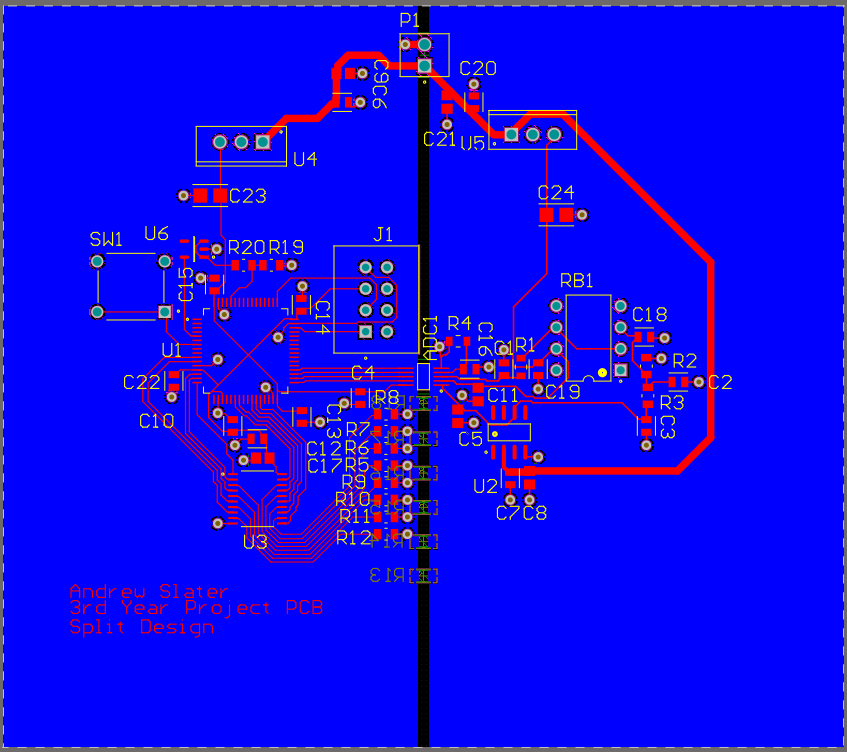 P1
C20
C9
C6
C21
U5
U4
C23
C24
SW1
U6
J1
R20
R19
RB1
C15
C14
C18
R4
C16
ADC1
C1
R1
U1
R2
C22
C4
C2
R8
C11
C19
R3
C10
C13
R7
C5
C3
C12
R6
C17
R5
R9
U2
R10
C7
C8
R11
R12
U3
R13
Andrew Slater
3rd Year Project PCB
Split Design